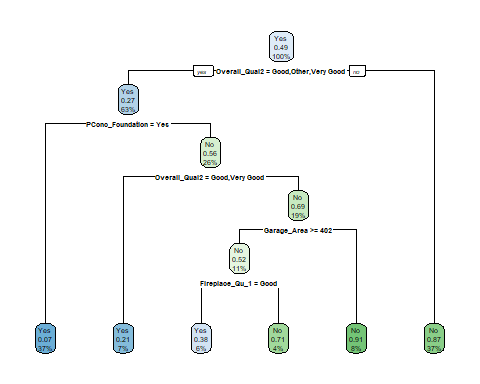 Yes
0.49
100%
yes
Overall_Qual2 = Good,Other,Very Good
no
Yes
0.27
63%
PConc_Foundation = Yes
No
0.56
26%
Overall_Qual2 = Good,Very Good
No
0.69
19%
Garage_Area >= 402
No
0.52
11%
Fireplace_Qu_1 = Good
Yes
0.07
37%
Yes
0.21
7%
Yes
0.38
6%
No
0.71
4%
No
0.91
8%
No
0.87
37%